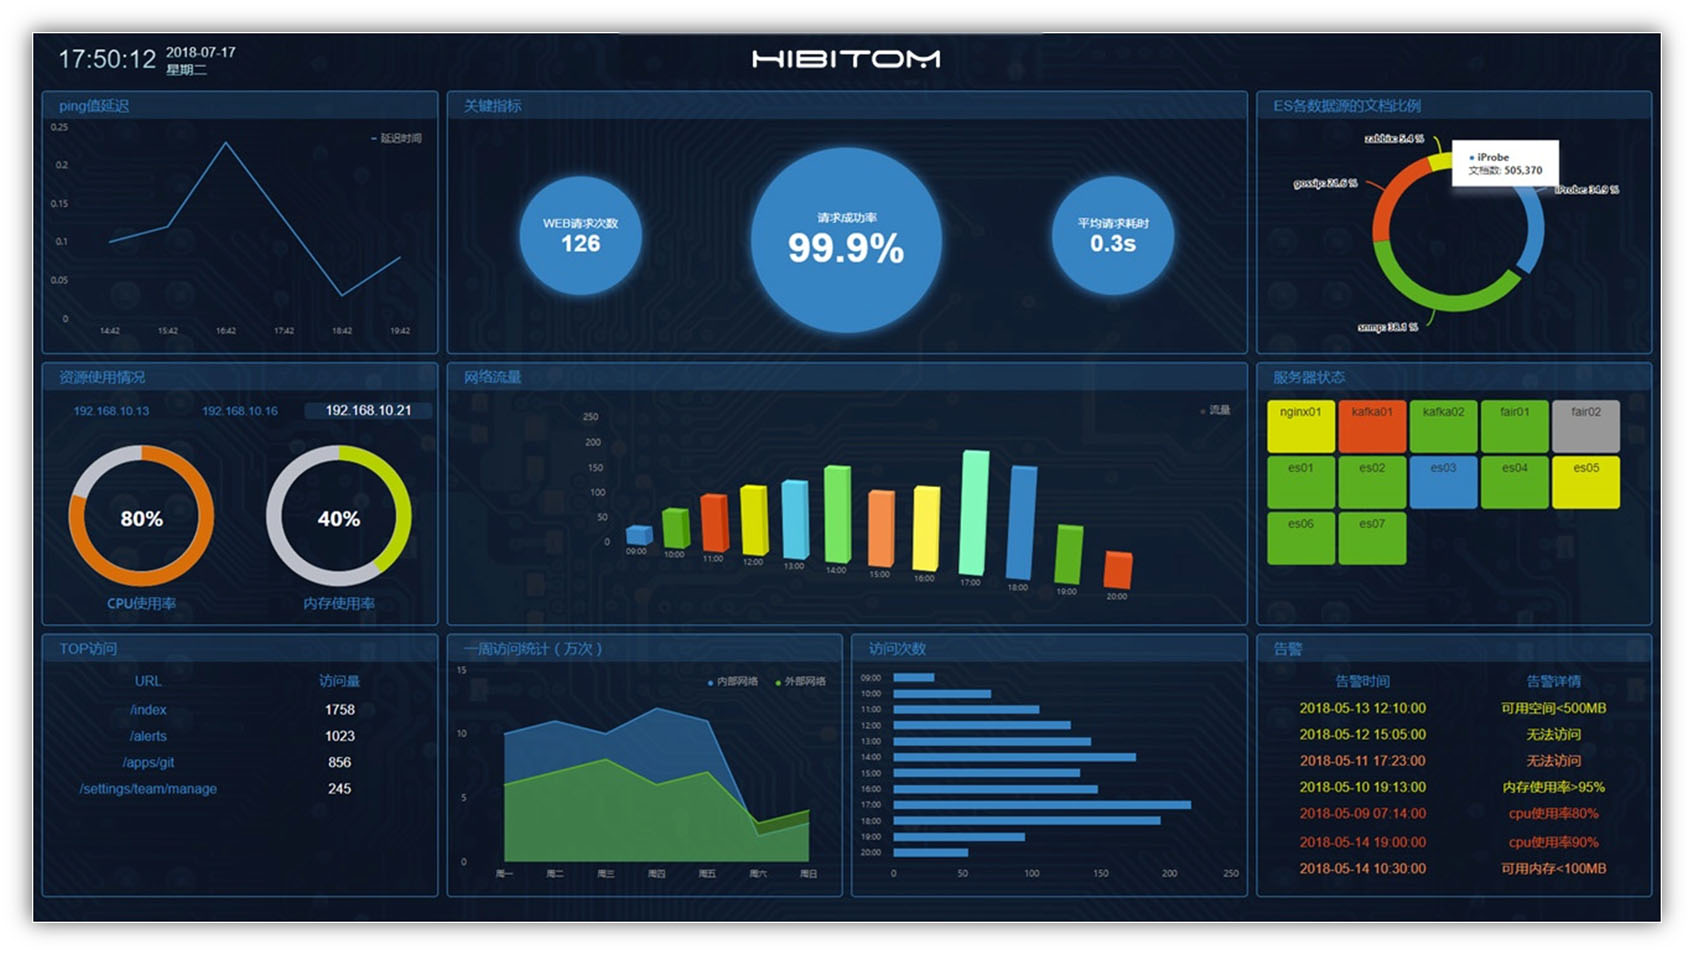 17:50:12
2018-07-17
星期二
HIBITOM
ping值延迟
延迟时间
0.25
0.2
0.15
0.1
0.05
0
14:42 15:42 16:42 17:42 18:42 19:42
关键指标
WEB请求次数
126
请求成功率
99.9%
平均请求耗时
0.3s
ES各数据源的文档比例
zabbix: 5.4 %
iProbe
文档数: 505,370
gossip: 21.6 %
iProbe: 34.9 %
snmp: 38.1 %
资源使用情况
192.168.10.13 192.168.10.16 192.168.10.21
80% 40%
CPU使用率 内存使用率
网络流量
流量
250
200
150
100
50
0
09:00 10:00 11:00 12:00 13:00 14:00 15:00 16:00 17:00 18:00 19:00 20:00
服务器状态
nginx01 kafka01 kafka02 fair01 fair02
es01 es02 es03 es04 es05
es06 es07
TOP访问
URL 访问量
/index 1758
/alerts 1023
/apps/git 856
/settings/team/manage 245
一周访问统计（万次）
内部网络 外部网络
15
10
5
0
周一 周二 周三 周四 周五 周六 周日
访问次数
09:00
10:00
11:00
12:00
13:00
14:00
15:00
16:00
17:00
18:00
19:00
20:00
0 50 100 150 200 250
告警
告警时间 告警详情
2018-05-13 12:10:00 可用空间<500MB
2018-05-12 15:05:00 无法访问
2018-05-11 17:23:00 无法访问
2018-05-10 19:13:00 内存使用率>95%
2018-05-09 07:14:00 cpu使用率80%
2018-05-14 19:00:00 cpu使用率90%
2018-05-14 10:30:00 可用内存<100MB